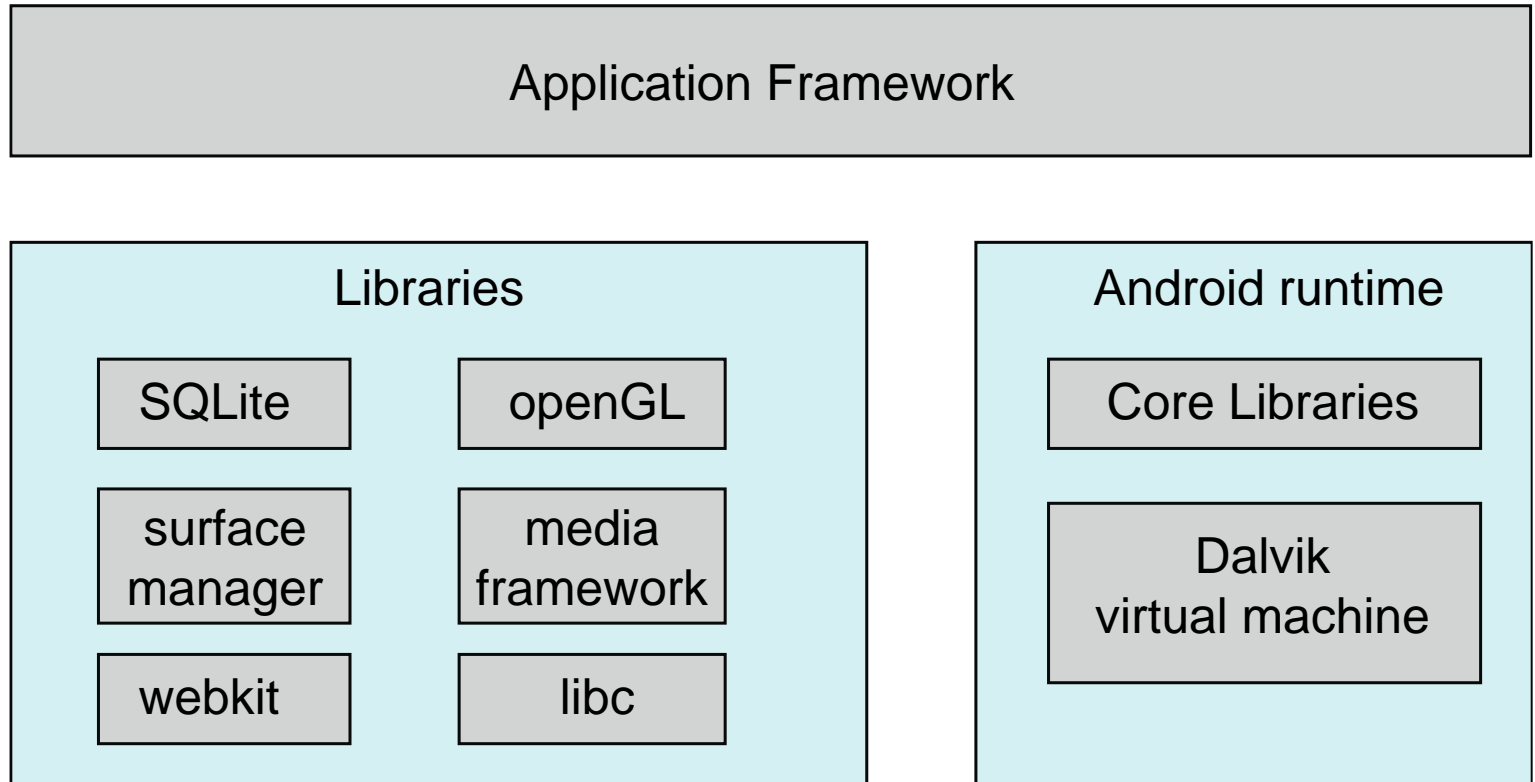 Application Framework
Libraries
SQLite
openGL
surface
manager
media
framework
webkit
libc
Android runtime
Core Libraries
Dalvik
virtual machine